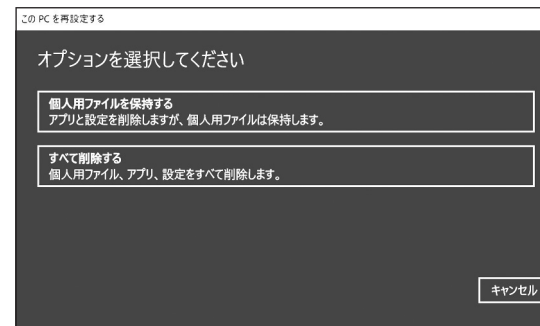 この PC を再設定する
オプションを選択してください
個人用ファイルを保持する
アプリと設定を削除しますが、個人用ファイルは保持します。
すべて削除する
個人用ファイル、アプリ、設定をすべて削除します。
キャンセル